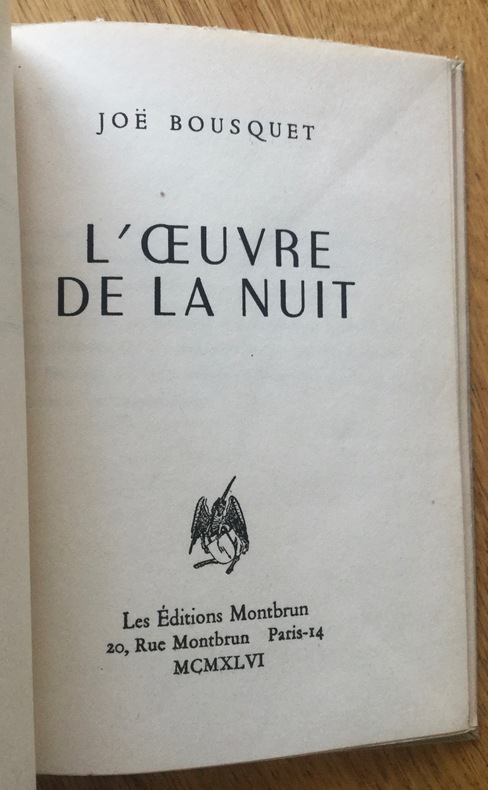 JOË BOUSQUET
L'ŒUVRE
DE LA NUIT
Les Éditions Montbrun
20, Rue Montbrun Paris-14
MCMXLVI